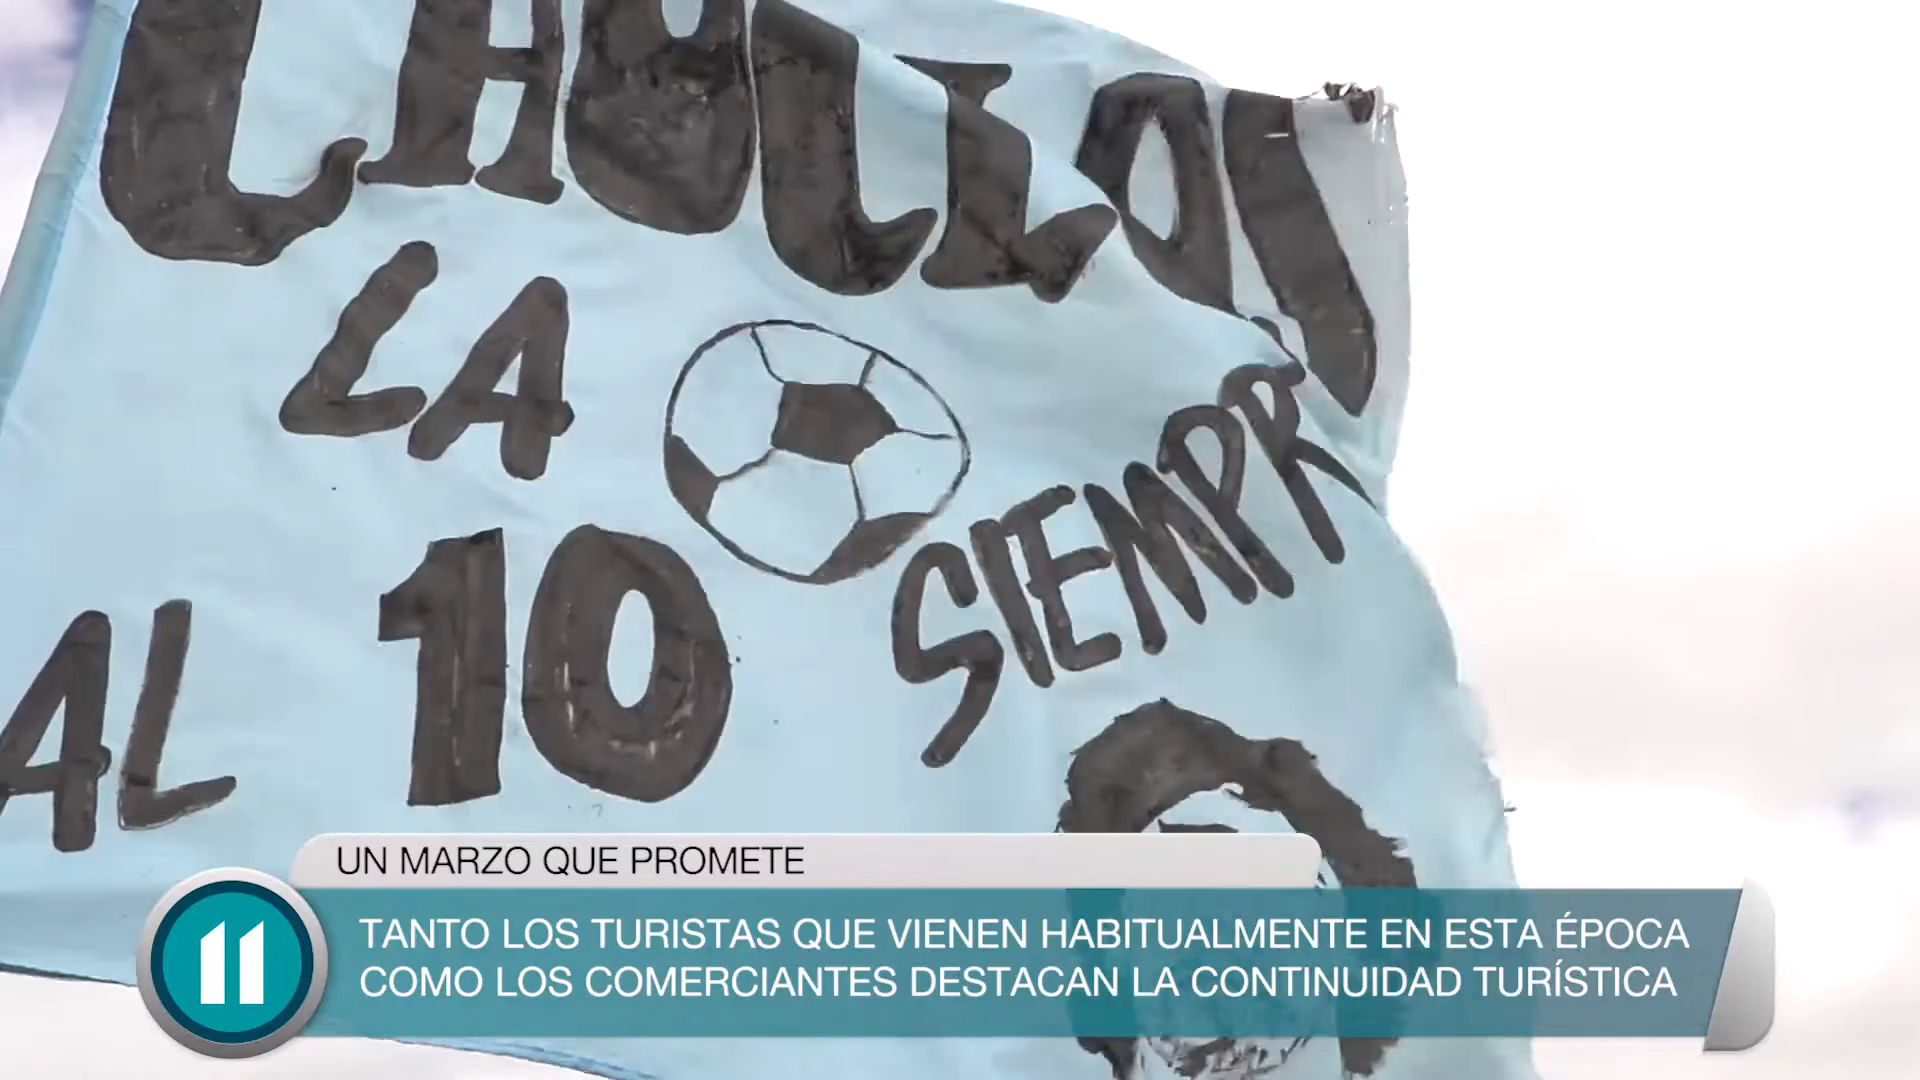 CHULLOS
LA
SIEMPR
AL 10
11
UN MARZO QUE PROMETE
TANTO LOS TURISTAS QUE VIENEN HABITUALMENTE EN ESTA ÉPOCA
COMO LOS COMERCIANTES DESTACAN LA CONTINUIDAD TURÍSTICA